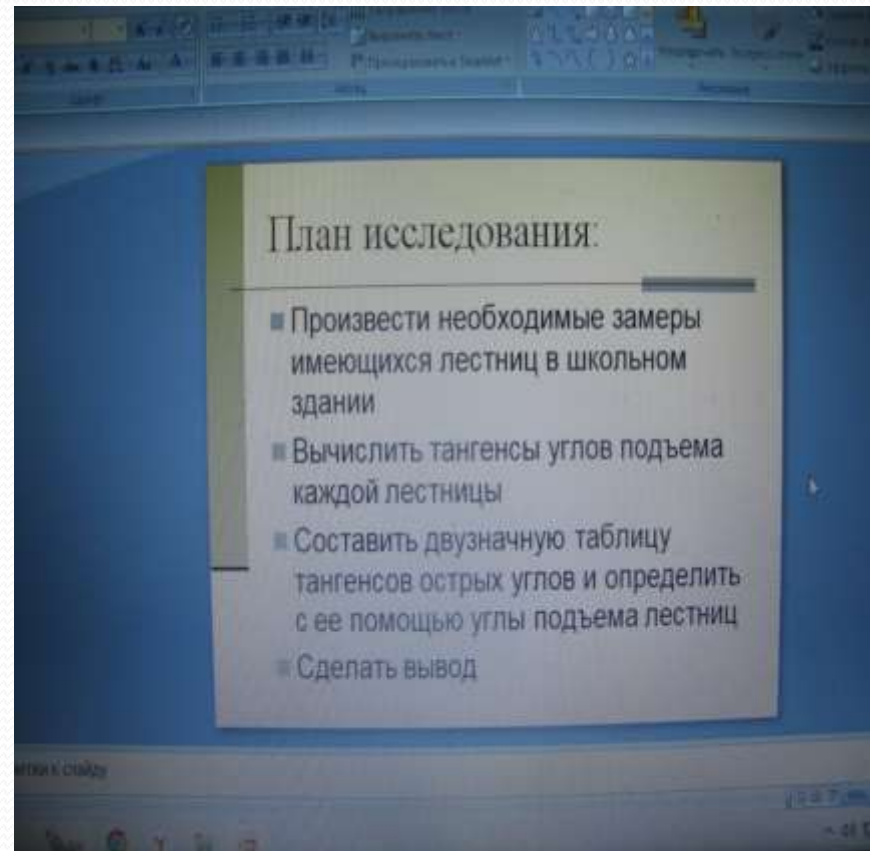 План исследования:
Произвести необходимые замеры
имеющихся лестниц в школьном
здании
Вычислить тангенсы углов подъема
каждой лестницы
Составить двузначную таблицу
тангенсов острых углов и определить
с ее помощью углы подъема лестниц
Сделать вывод
к слайду